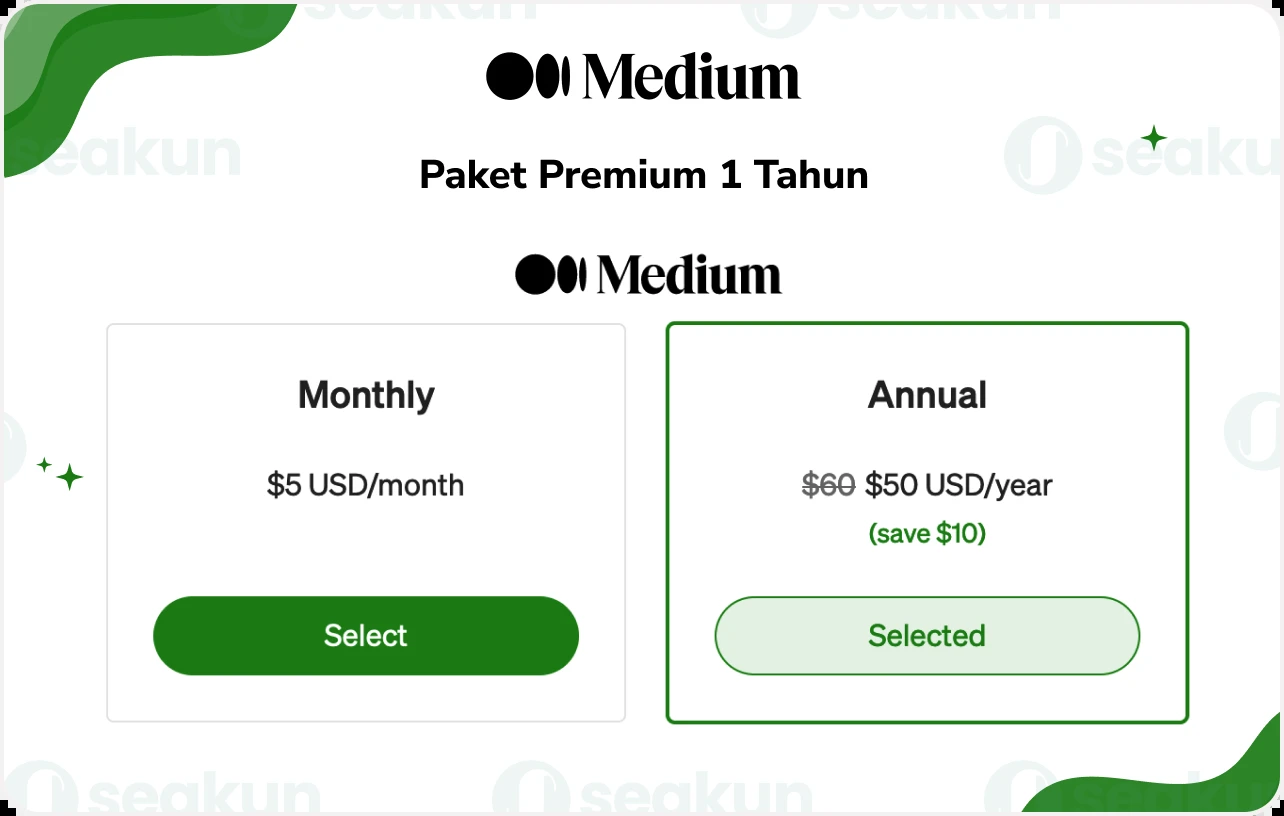 seakun
seakun
Medium
seakun
seaku
Paket Premium 1 Tahun
Medium
Monthly
Annual
$5 USD/month
$60 $50 USD/year
(save $10)
Select
Selected
seakun
seakun
seakun